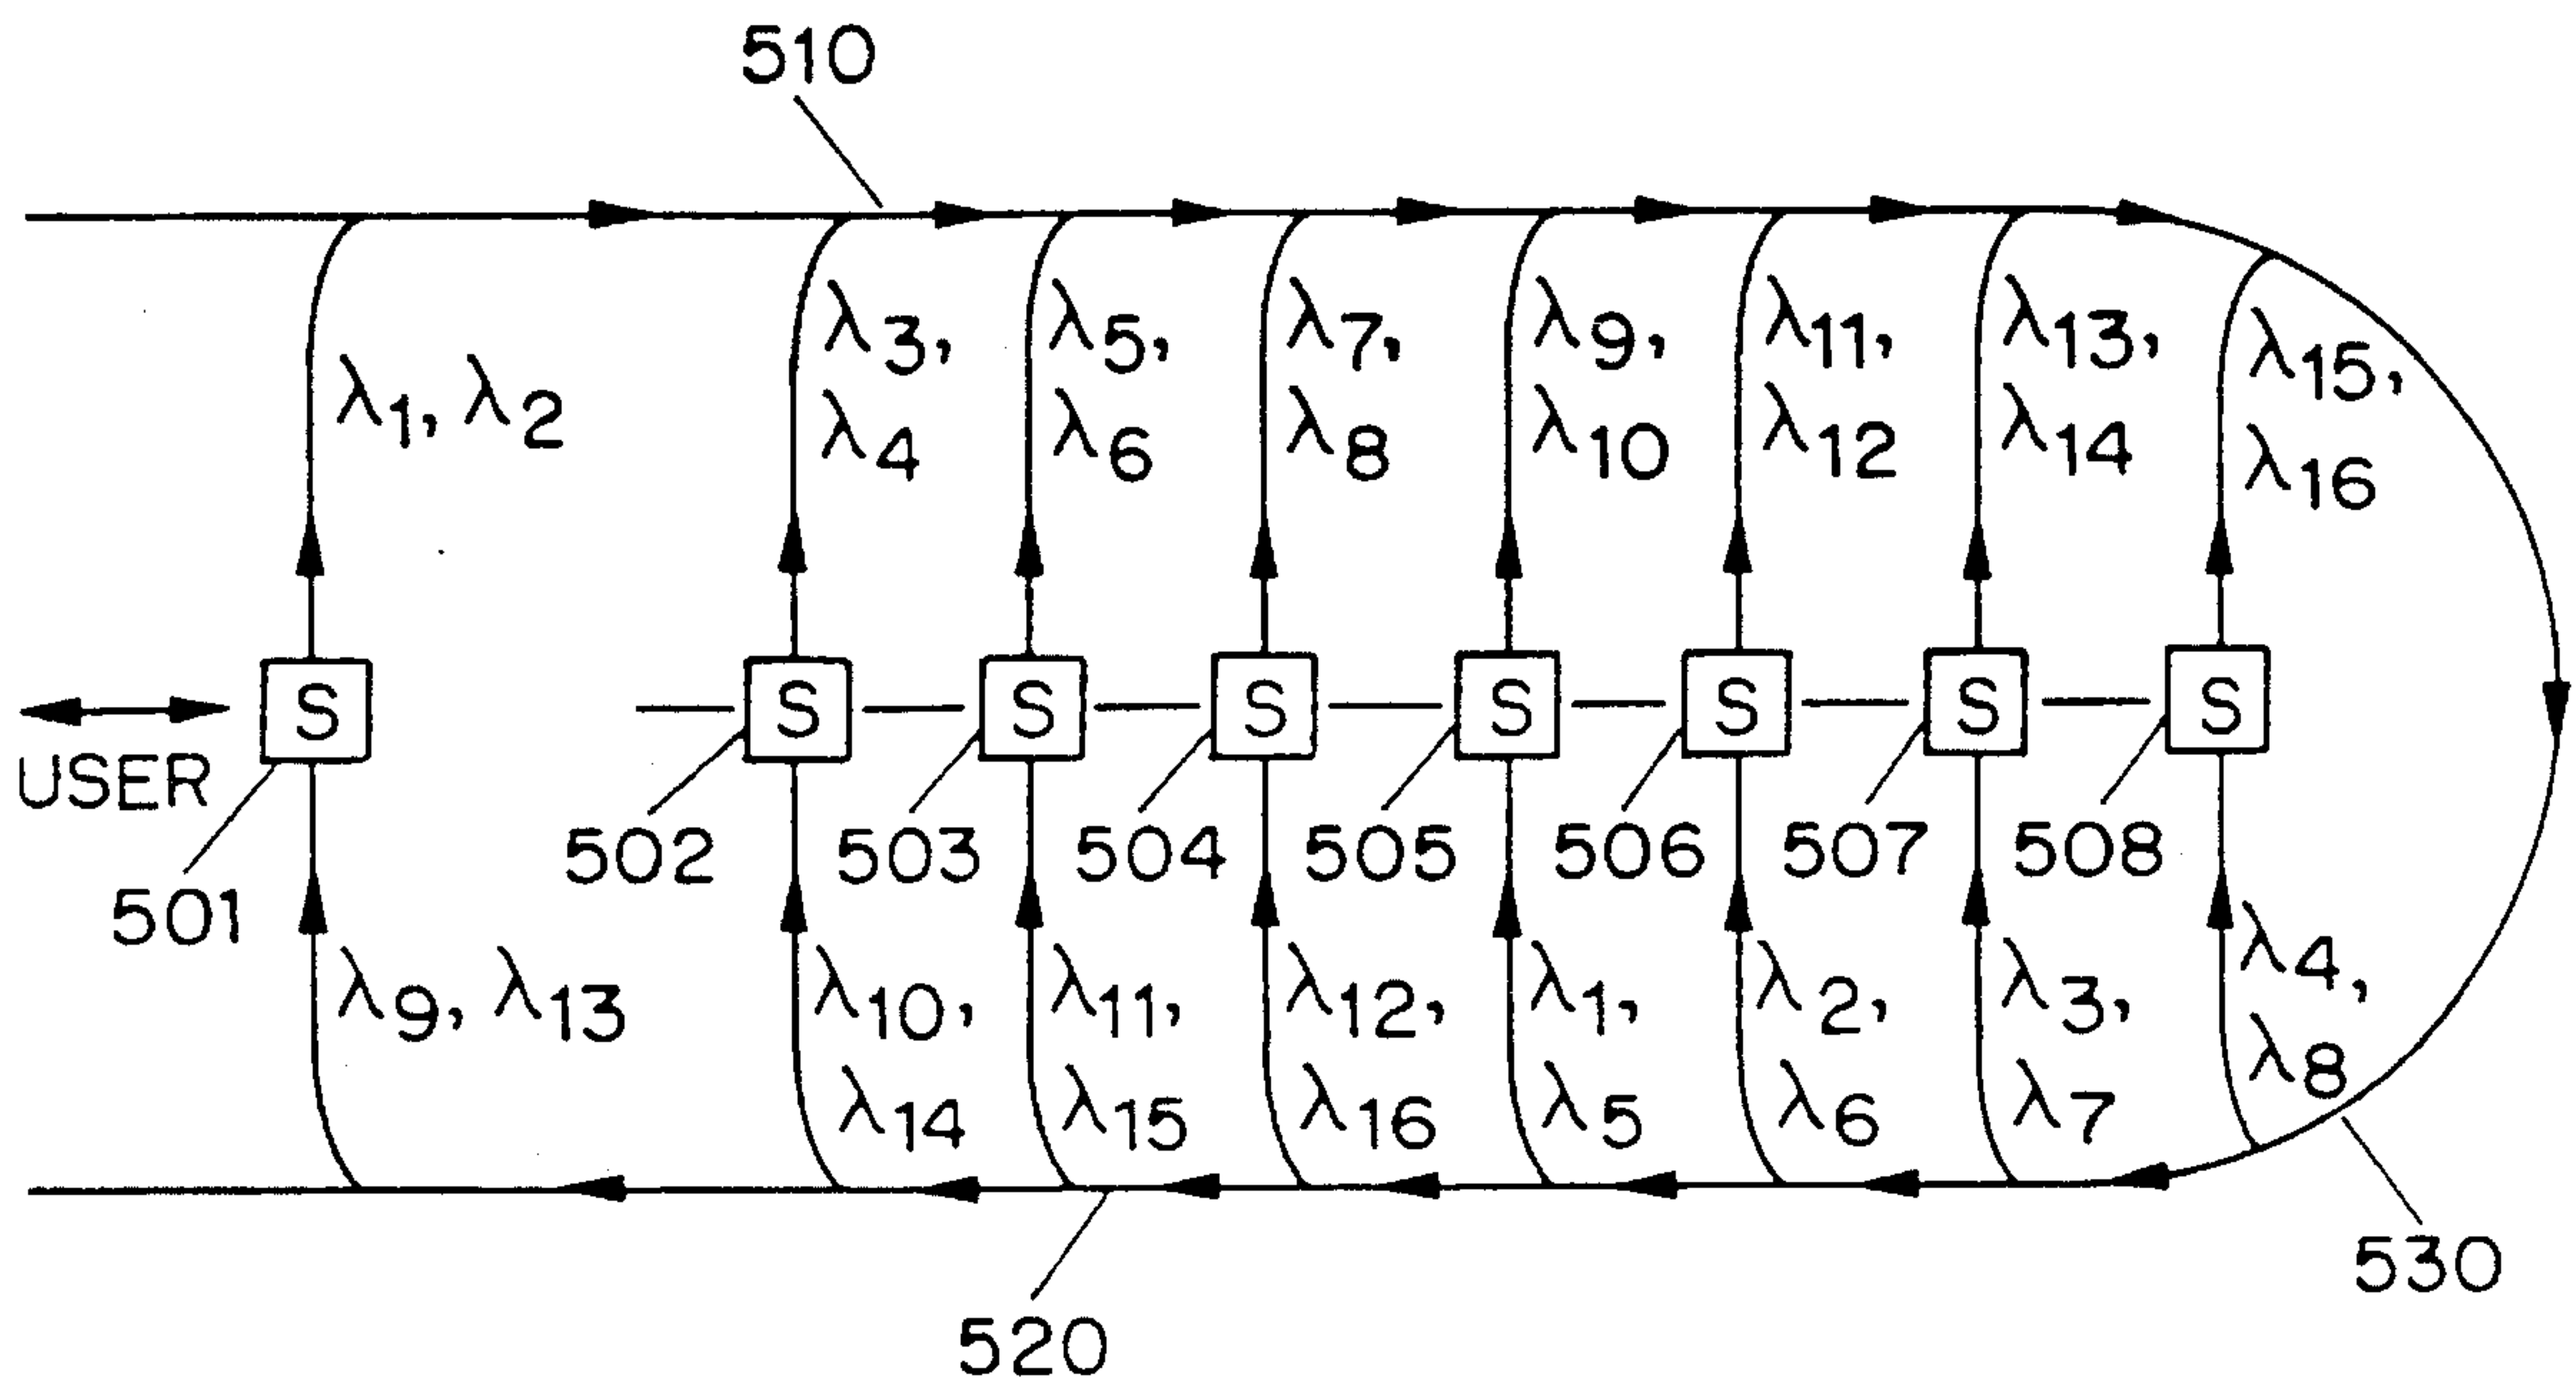 510
λ1, λ2
λ3,
λ4
λ5,
λ6
λ7,
λ8
λ9,
λ10
λ11,
λ12
λ13,
λ14
λ15,
λ16
S S S S S S S S
USER
501
502 503 504 505 506 507 508
λ9, λ13
λ10,
λ14
λ11,
λ15
λ12,
λ16
λ1,
λ5
λ2,
λ6
λ3,
λ7
λ4,
λ8
520
530